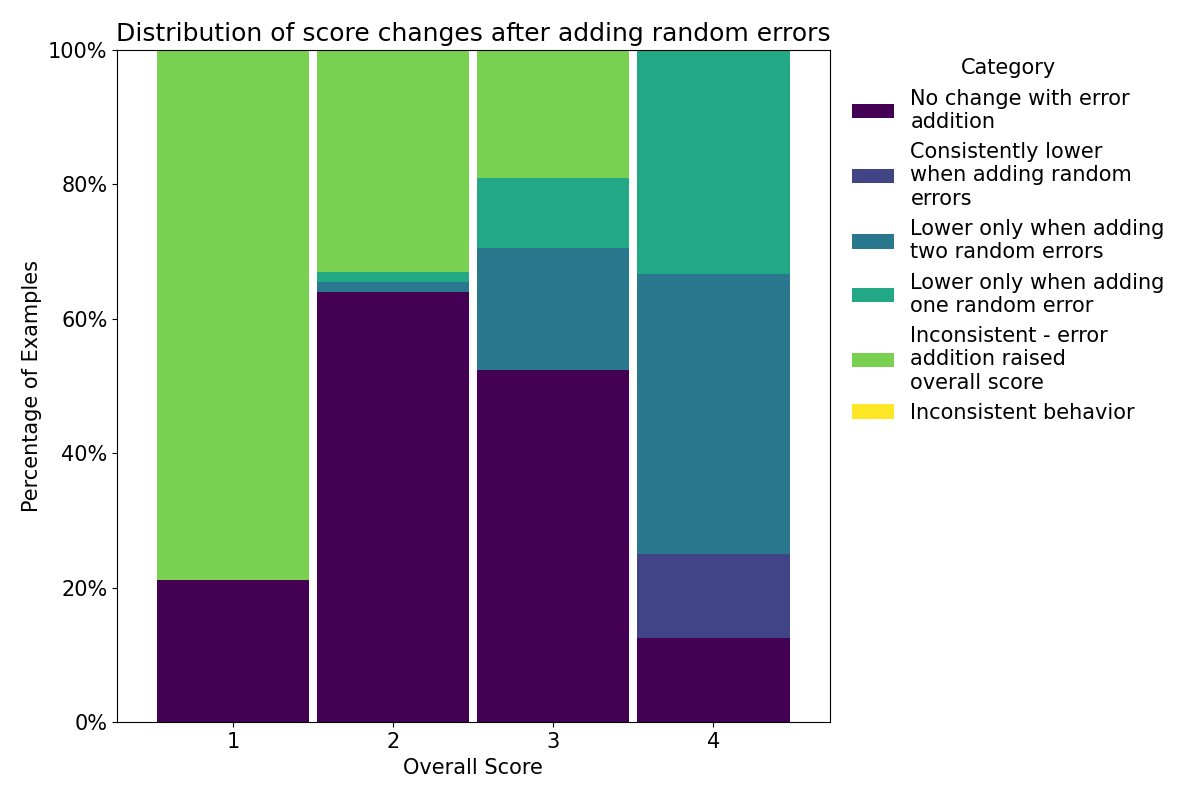 Distribution of score changes after adding random errors
100%
80%
60%
40%
20%
0%
Percentage of Examples
1 2 3 4
Overall Score
Category
No change with error
addition
Consistently lower
when adding random
errors
Lower only when adding
two random errors
Lower only when adding
one random error
Inconsistent - error
addition raised
overall score
Inconsistent behavior